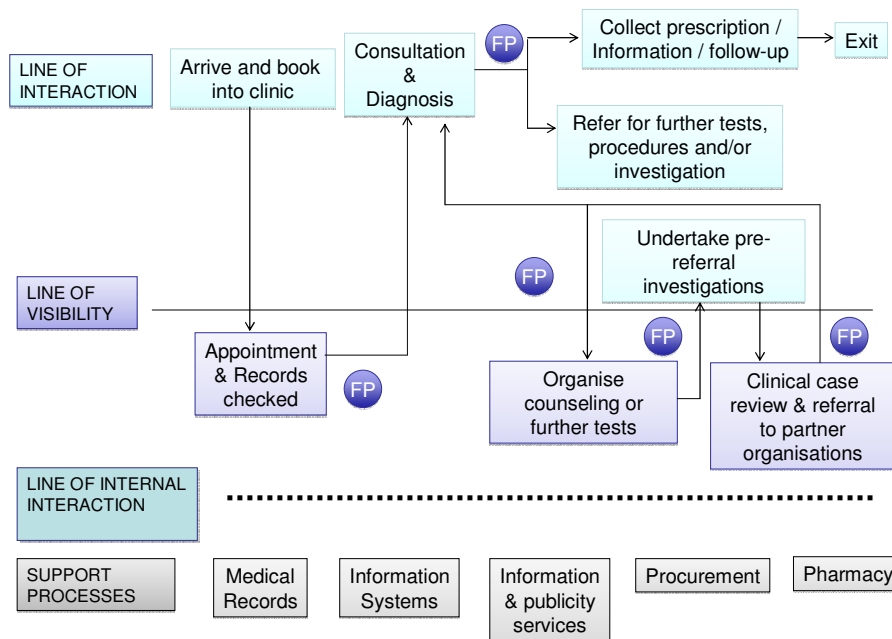 LINE OF
INTERACTION
Arrive and book
into clinic
Consultation
&
Diagnosis
FP
Collect prescription /
Information / follow-up
Exit
Refer for further tests,
procedures and/or
investigation
Undertake pre-
referral
investigations
LINE OF
VISIBILITY
FP
Appointment
& Records
checked
FP
Organise
counseling or
further tests
FP
Clinical case
review & referral
to partner
organisations
FP
LINE OF INTERNAL
INTERACTION
SUPPORT
PROCESSES
Medical
Records
Information
Systems
Information
& publicity
services
Procurement
Pharmacy